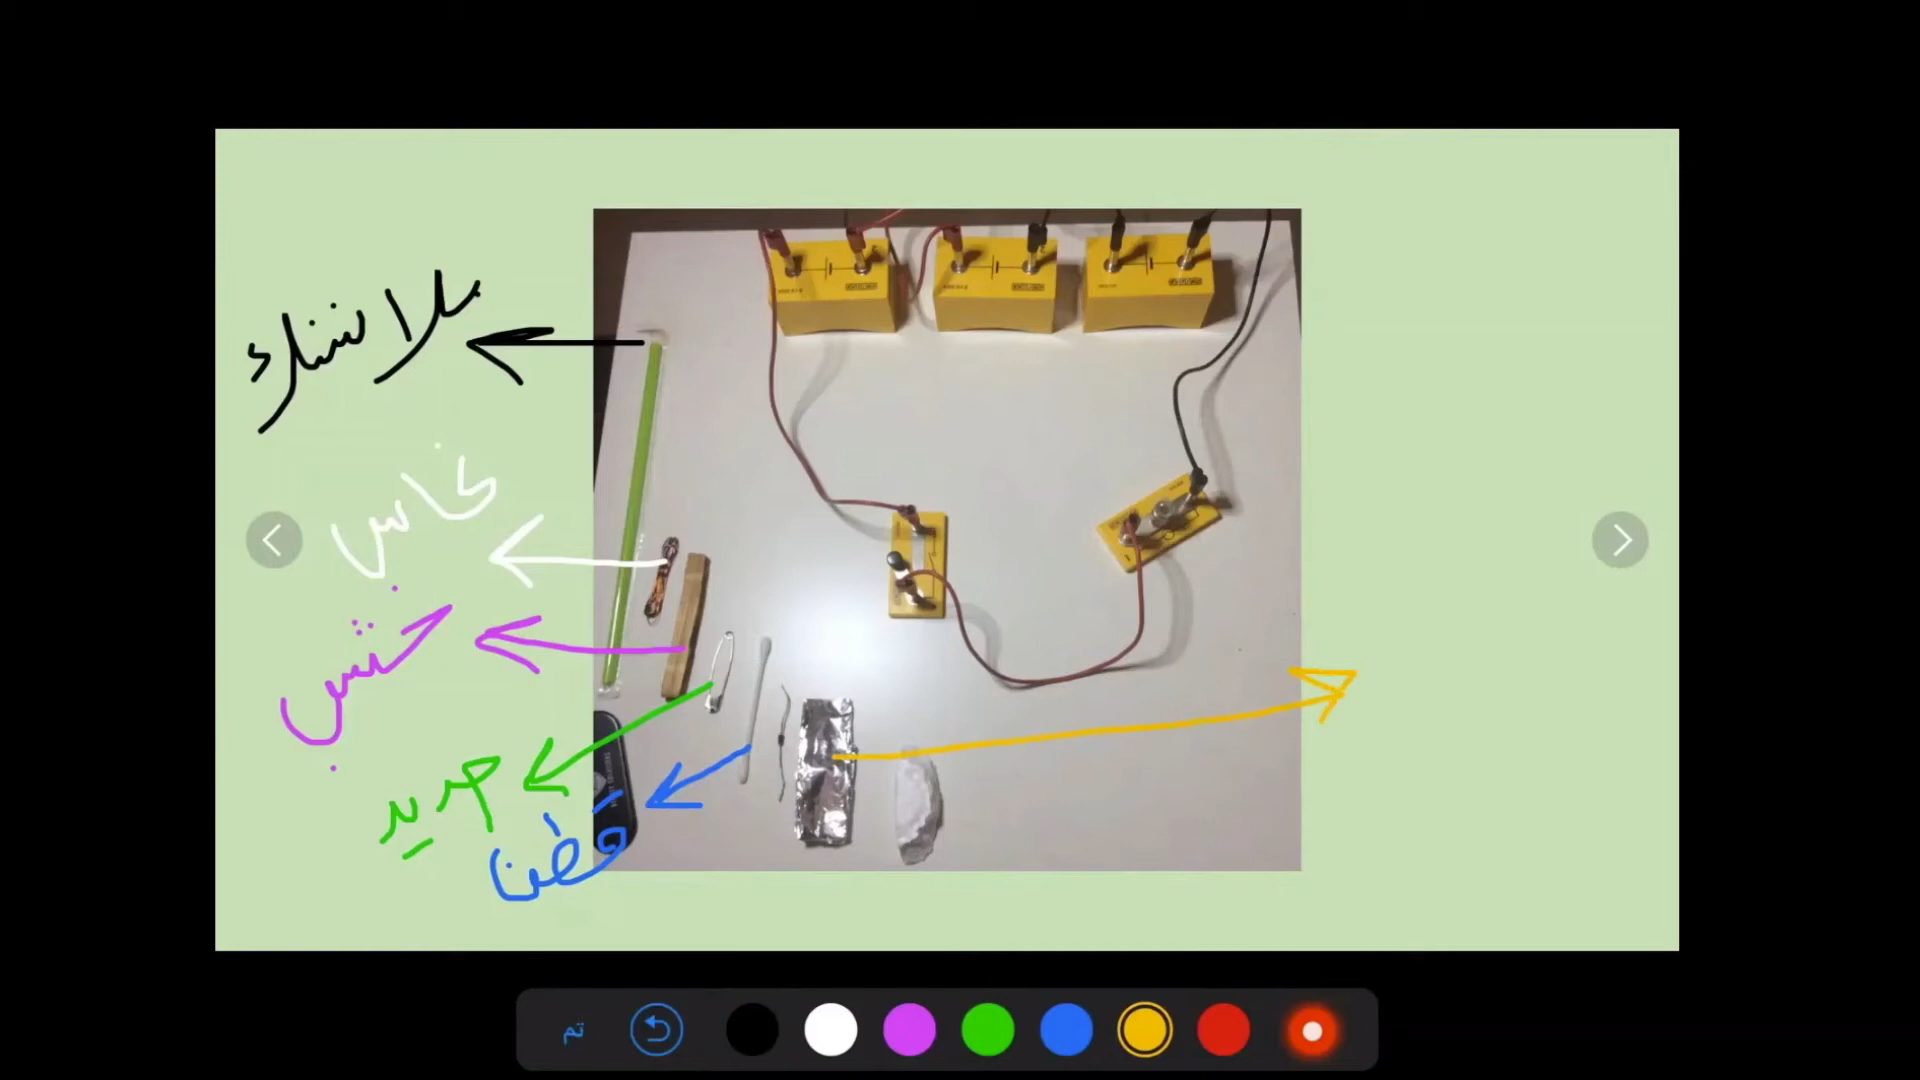 بلاستك
نحاس
خشب
حديد
قطن
تم